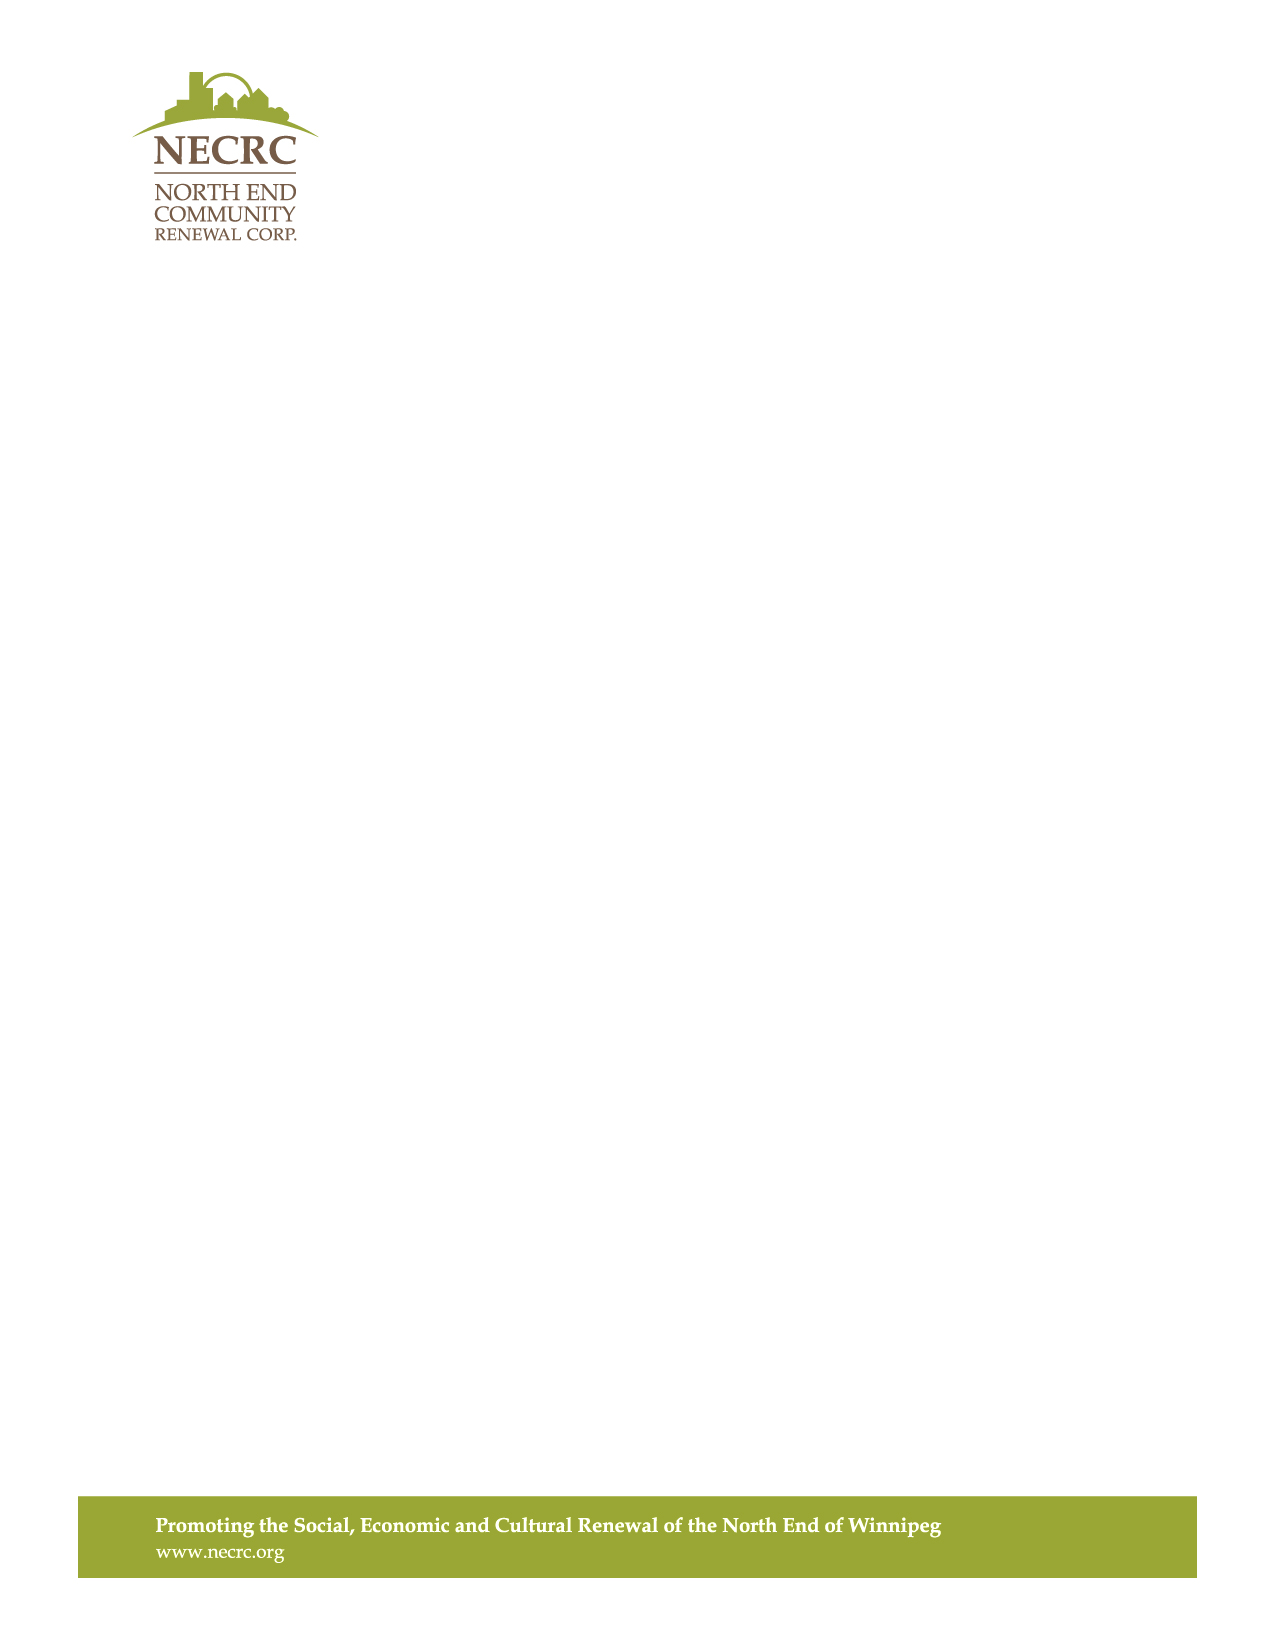 NECRC
NORTH END
COMMUNITY
RENEWAL CORP.
Promoting the Social, Economic and Cultural Renewal of the North End of Winnipeg
www.necrc.org